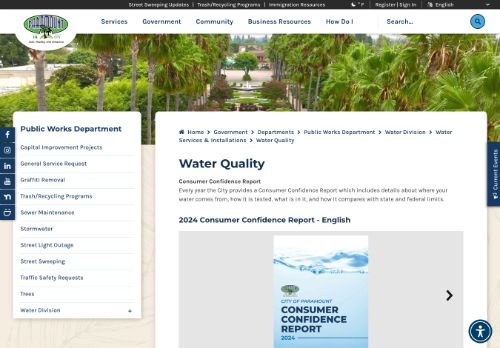 Street Sweeping Updates | Trash/Recycling Programs | Immigration Resources
° F | Register | Sign In | English
PARAMOUNT
Services Government Community Business Resources How Do I Search...
Public Works Department
Capital Improvement Projects
General Service Request
Graffiti Removal
Trash/Recycling Programs
Sewer Maintenance
Stormwater
Street Light Outage
Street Sweeping
Traffic Safety Requests
Trees
Water Division +
Home > Government > Departments > Public Works Department > Water Division > Water
Services & Installations > Water Quality
Water Quality
Consumer Confidence Report
Every year the City provides a Consumer Confidence Report which includes details about where your
water comes from, how it is tested, what is in it, and how it compares with state and federal limits.
2024 Consumer Confidence Report - English
CITY OF PARAMOUNT
CONSUMER
CONFIDENCE
REPORT
2024
Current Events